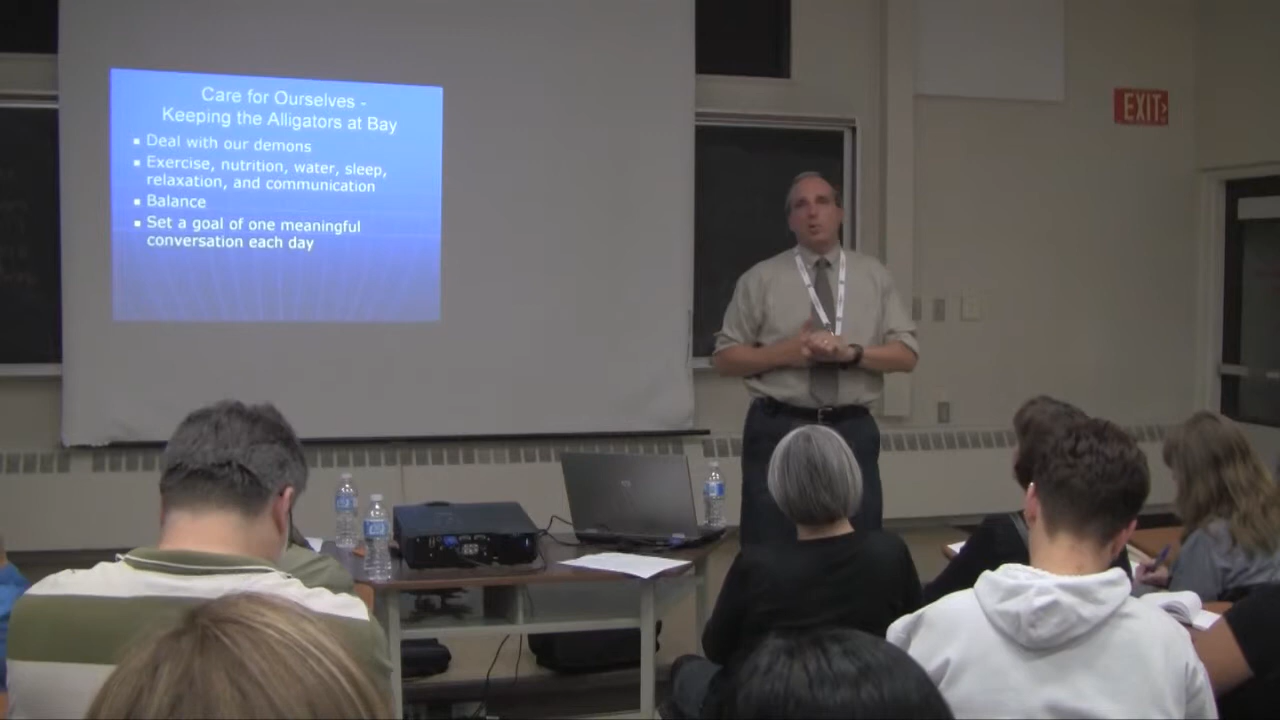 Care for Ourselves -
Keeping the Alligators at Bay
▪ Deal with our demons
▪ Exercise, nutrition, water, sleep,
relaxation, and communication
▪ Balance
▪ Set a goal of one meaningful
conversation each day
EXIT